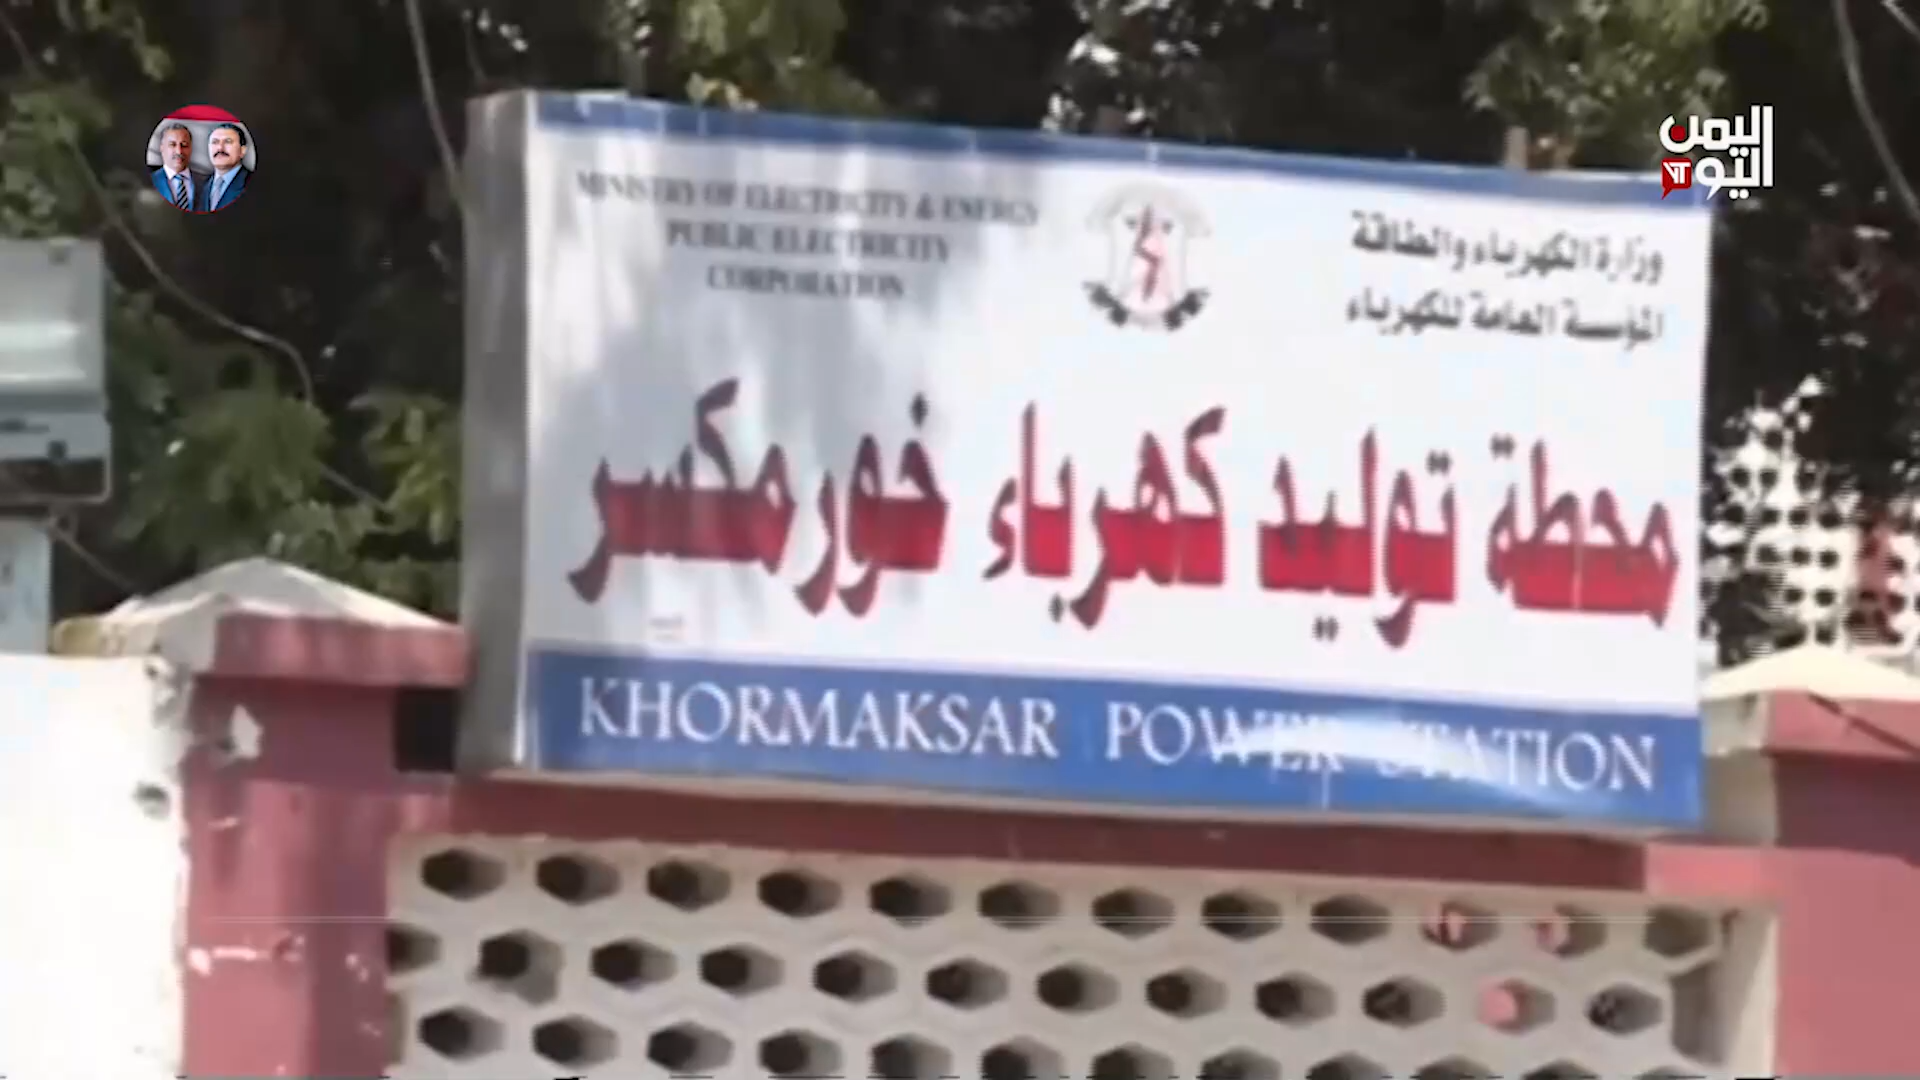 اليمن
اليوم
YT
MINISTRY OF ELECTRICITY & ENERGY
PUBLIC ELECTRICITY
CORPORATION
وزارة الكهرباء والطاقة
المؤسسة العامة للكهرباء
محطة توليد كهرباء خورمكسر
KHORMAKSAR POWER STATION